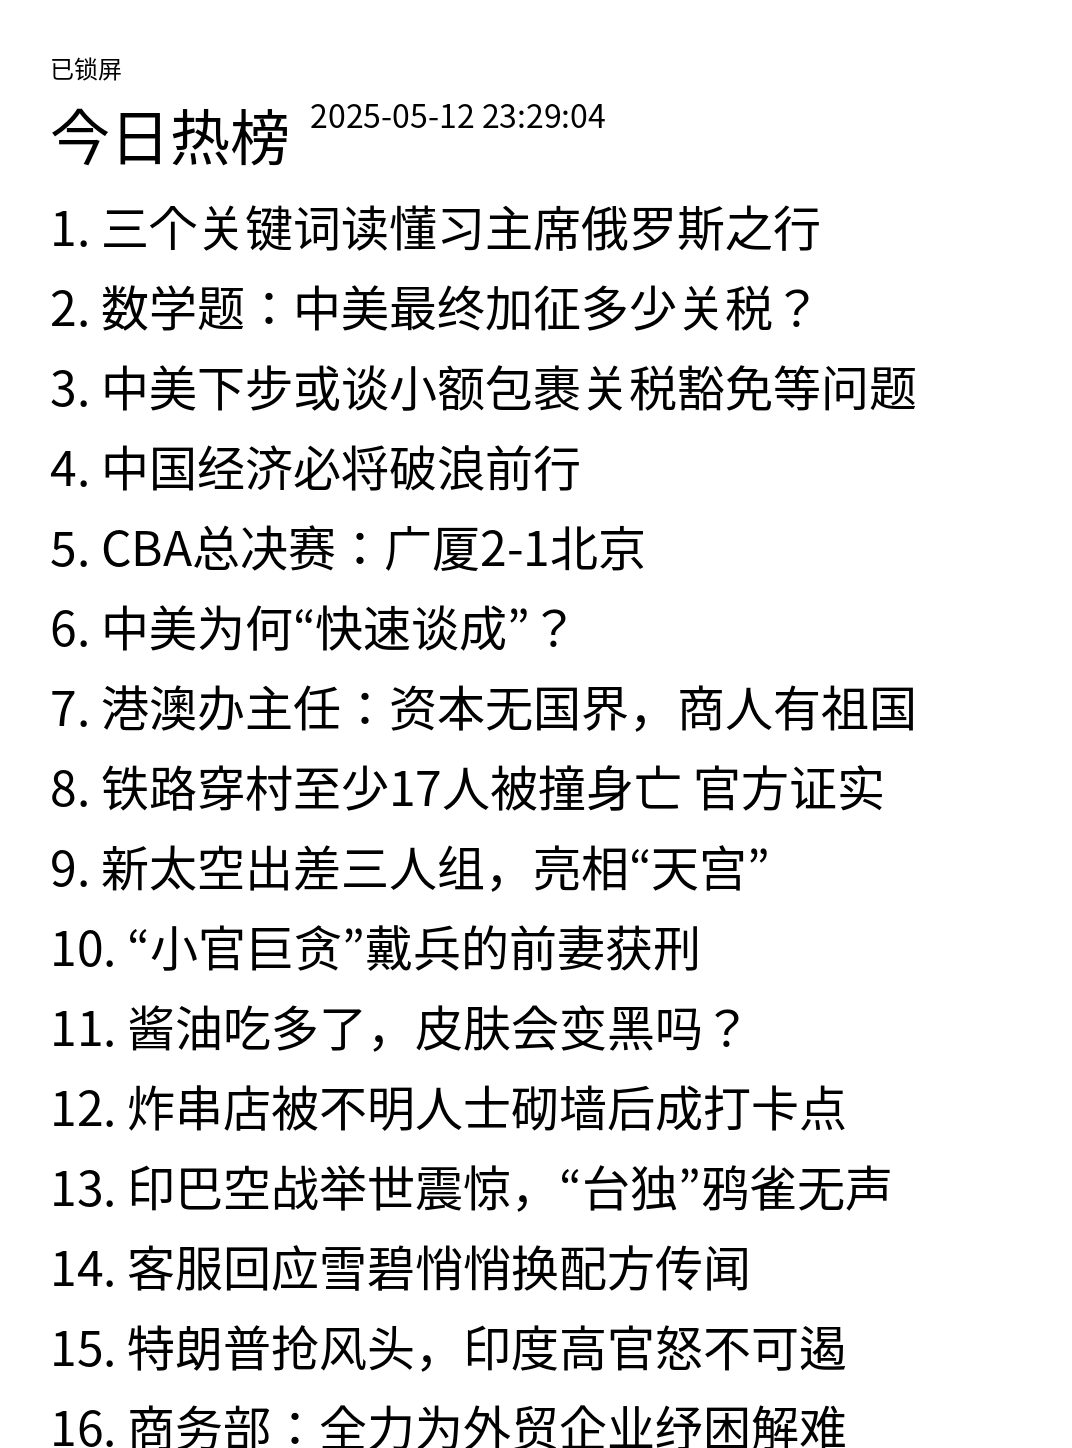 已锁屏
今日热榜 2025-05-12 23:29:04
1. 三个关键词读懂习主席俄罗斯之行
2. 数学题：中美最终加征多少关税？
3. 中美下步或谈小额包裹关税豁免等问题
4. 中国经济必将破浪前行
5. CBA总决赛：广厦2-1北京
6. 中美为何“快速谈成”？
7. 港澳办主任：资本无国界，商人有祖国
8. 铁路穿村至少17人被撞身亡 官方证实
9. 新太空出差三人组，亮相“天宫”
10. “小官巨贪”戴兵的前妻获刑
11. 酱油吃多了，皮肤会变黑吗？
12. 炸串店被不明人士砌墙后成打卡点
13. 印巴空战举世震惊，“台独”鸦雀无声
14. 客服回应雪碧悄悄换配方传闻
15. 特朗普抢风头，印度高官怒不可遏
16. 商务部：全力为外贸企业纾困解难